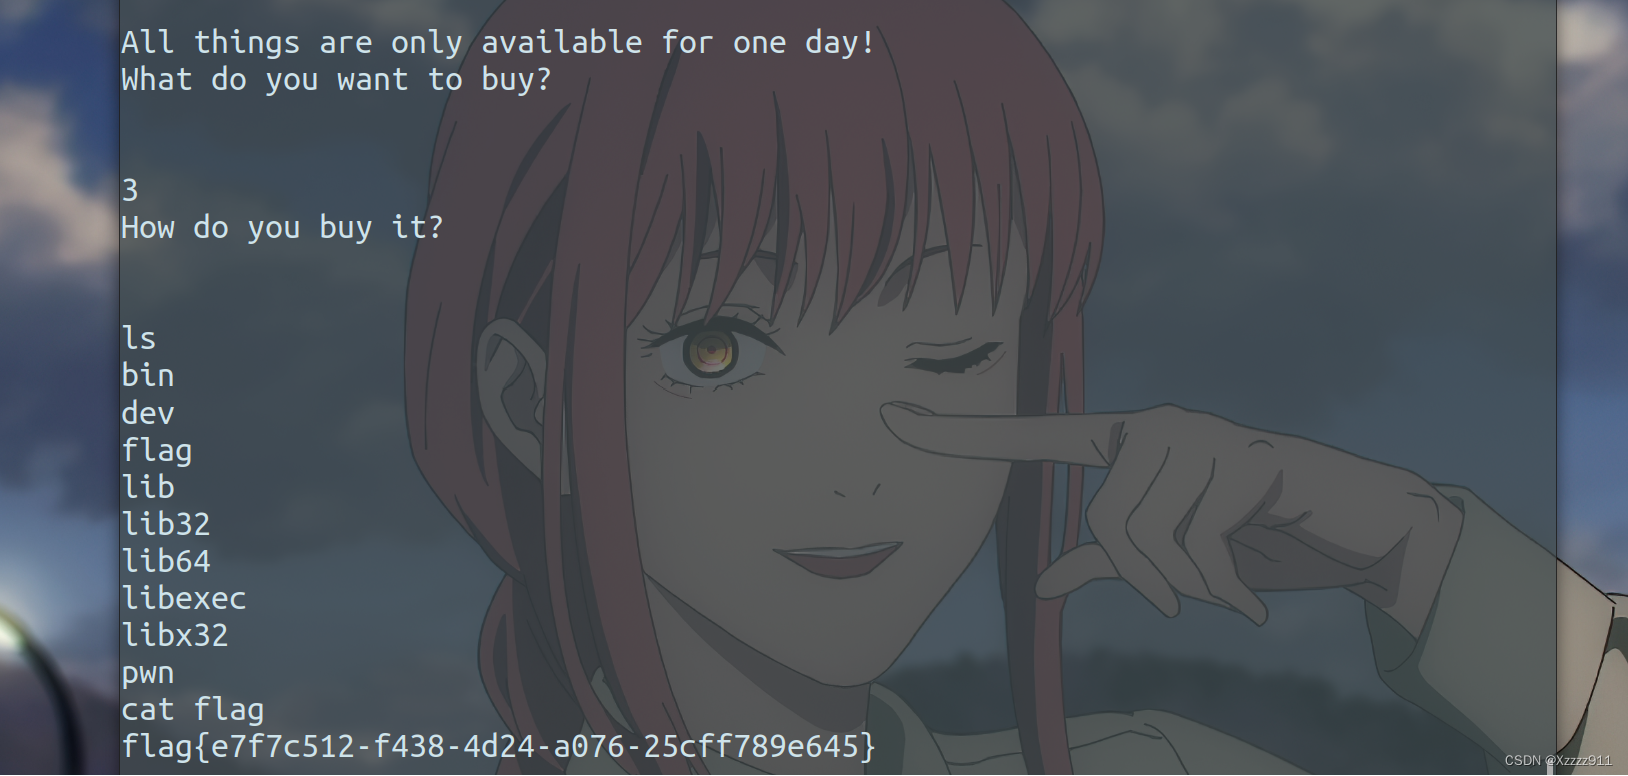 All things are only available for one day!
What do you want to buy?
3
How do you buy it?
ls
bin
dev
flag
lib
lib32
lib64
libexec
libx32
pwn
cat flag
flag{e7f7c512-f438-4d24-a076-25cff789e645}
CSDN @Xzzzz911